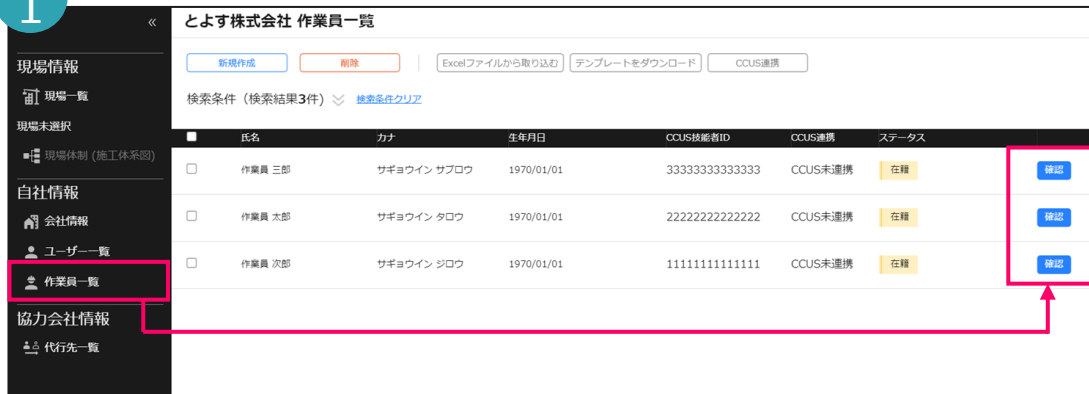 1
«
とよす株式会社 作業員一覧
現場情報
現場一覧
現場未選択
現場体制 (施工体系図)
自社情報
会社情報
ユーザー一覧
作業員一覧
協力会社情報
代行先一覧
新規作成 削除 Excelファイルから取り込む テンプレートをダウンロード CCUS連携
検索条件（検索結果3件） 検索条件クリア
氏名 カナ 生年月日 CCUS技能者ID CCUS連携 ステータス
作業員 三郎 サギョウイン サブロウ 1970/01/01 33333333333333 CCUS未連携 在籍 確認
作業員 太郎 サギョウイン タロウ 1970/01/01 22222222222222 CCUS未連携 在籍 確認
作業員 次郎 サギョウイン ジロウ 1970/01/01 11111111111111 CCUS未連携 在籍 確認